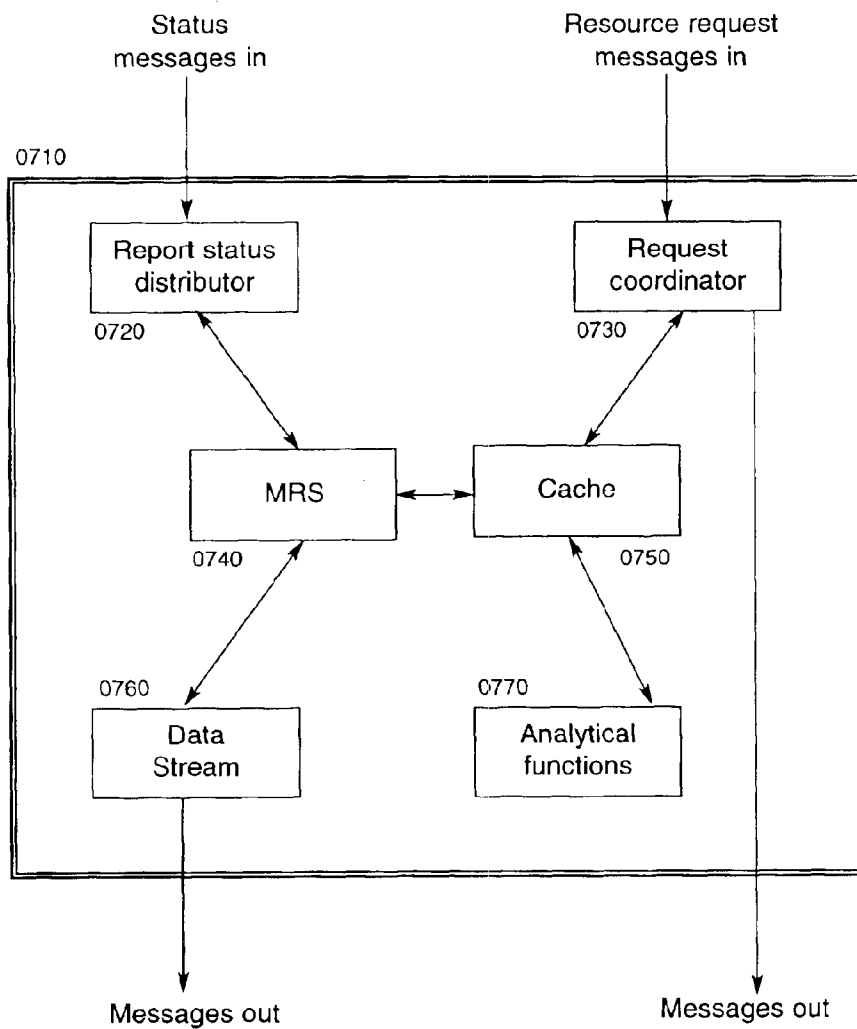 Status
messages in
Resource request
messages in
0710
Report status
distributor
Request
coordinator
0720
0730
MRS
Cache
0740
0750
0760
0770
Data
Stream
Analytical
functions
Messages out
Messages out